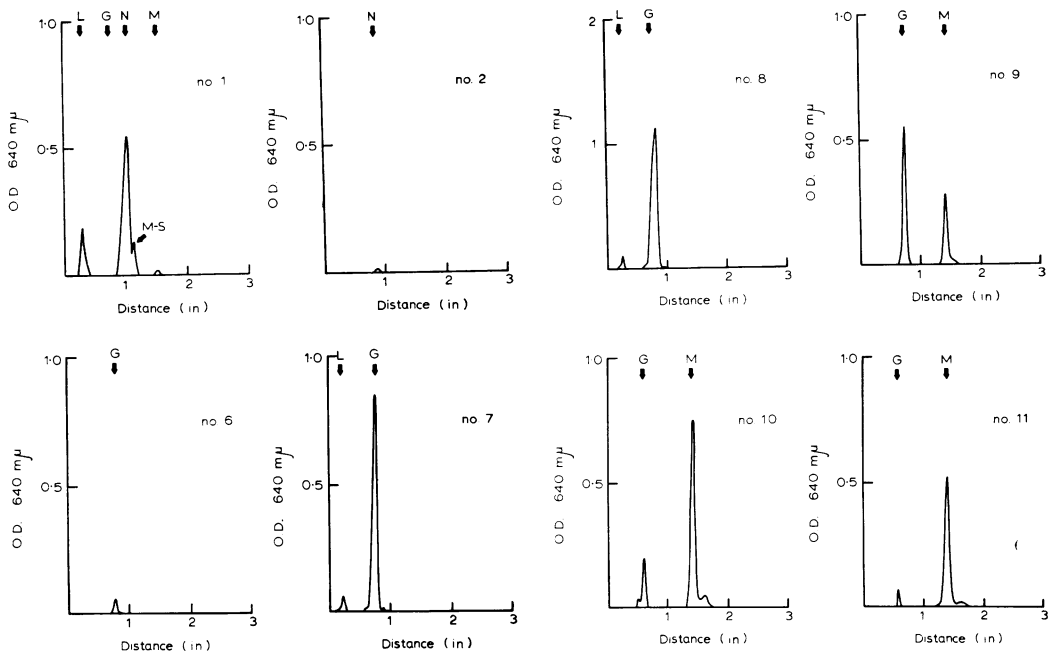 L G N M
1.0
0.5
O D. 640 mµ
no 1
M-S
1 2 3
Distance (in)
N
1.0
0.5
O D. 640 mµ
no. 2
1 2 3
Distance (in)
L G
2
1
O D. 640 mµ
no. 8
1 2 3
Distance (in)
G M
1.0
0.5
O D. 640 mµ
no 9
1 2 3
Distance (in)
G
1.0
0.5
O D. 640 mµ
no 6
1 2 3
Distance (in)
L G
1.0
0.5
O D. 640 mµ
no 7
1 2 3
Distance (in)
G M
1.0
0.5
O D. 640 mµ
no. 10
1 2 3
Distance (in)
G M
1.0
0.5
O D. 640 mµ
no. 11
1 2 3
Distance (in)